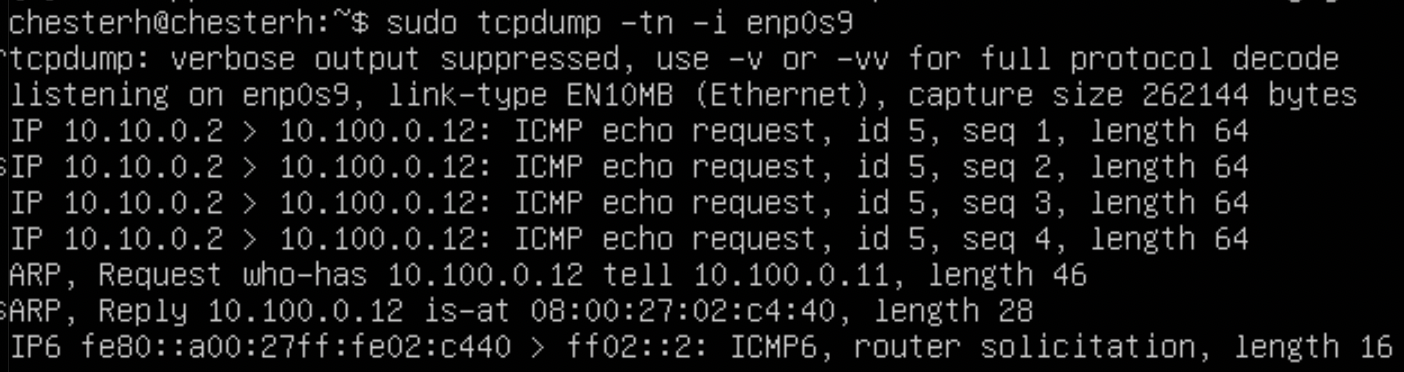 chesterh@chesterh:~$ sudo tcpdump -tn -i enp0s9
tcpdump: verbose output suppressed, use -v or -vv for full protocol decode
listening on enp0s9, link-type EN10MB (Ethernet), capture size 262144 bytes
IP 10.10.0.2 > 10.100.0.12: ICMP echo request, id 5, seq 1, length 64
IP 10.10.0.2 > 10.100.0.12: ICMP echo request, id 5, seq 2, length 64
IP 10.10.0.2 > 10.100.0.12: ICMP echo request, id 5, seq 3, length 64
IP 10.10.0.2 > 10.100.0.12: ICMP echo request, id 5, seq 4, length 64
ARP, Request who-has 10.100.0.12 tell 10.100.0.11, length 46
ARP, Reply 10.100.0.12 is-at 08:00:27:02:c4:40, length 28
IP6 fe80::a00:27ff:fe02:c440 > ff02::2: ICMP6, router solicitation, length 16